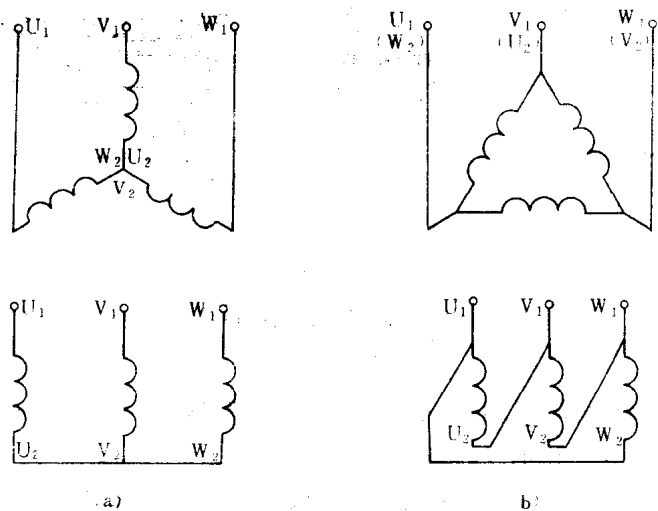 U₁ V₁ W₁
W₂ U₂
V₂
U₁ V₁ W₁
U₂ V₂ W₂
a)
U₁ V₁ W₁
(W₂) (U₂) (V₂)
U₁ V₁ W₁
U₂ V₂ W₂
b)